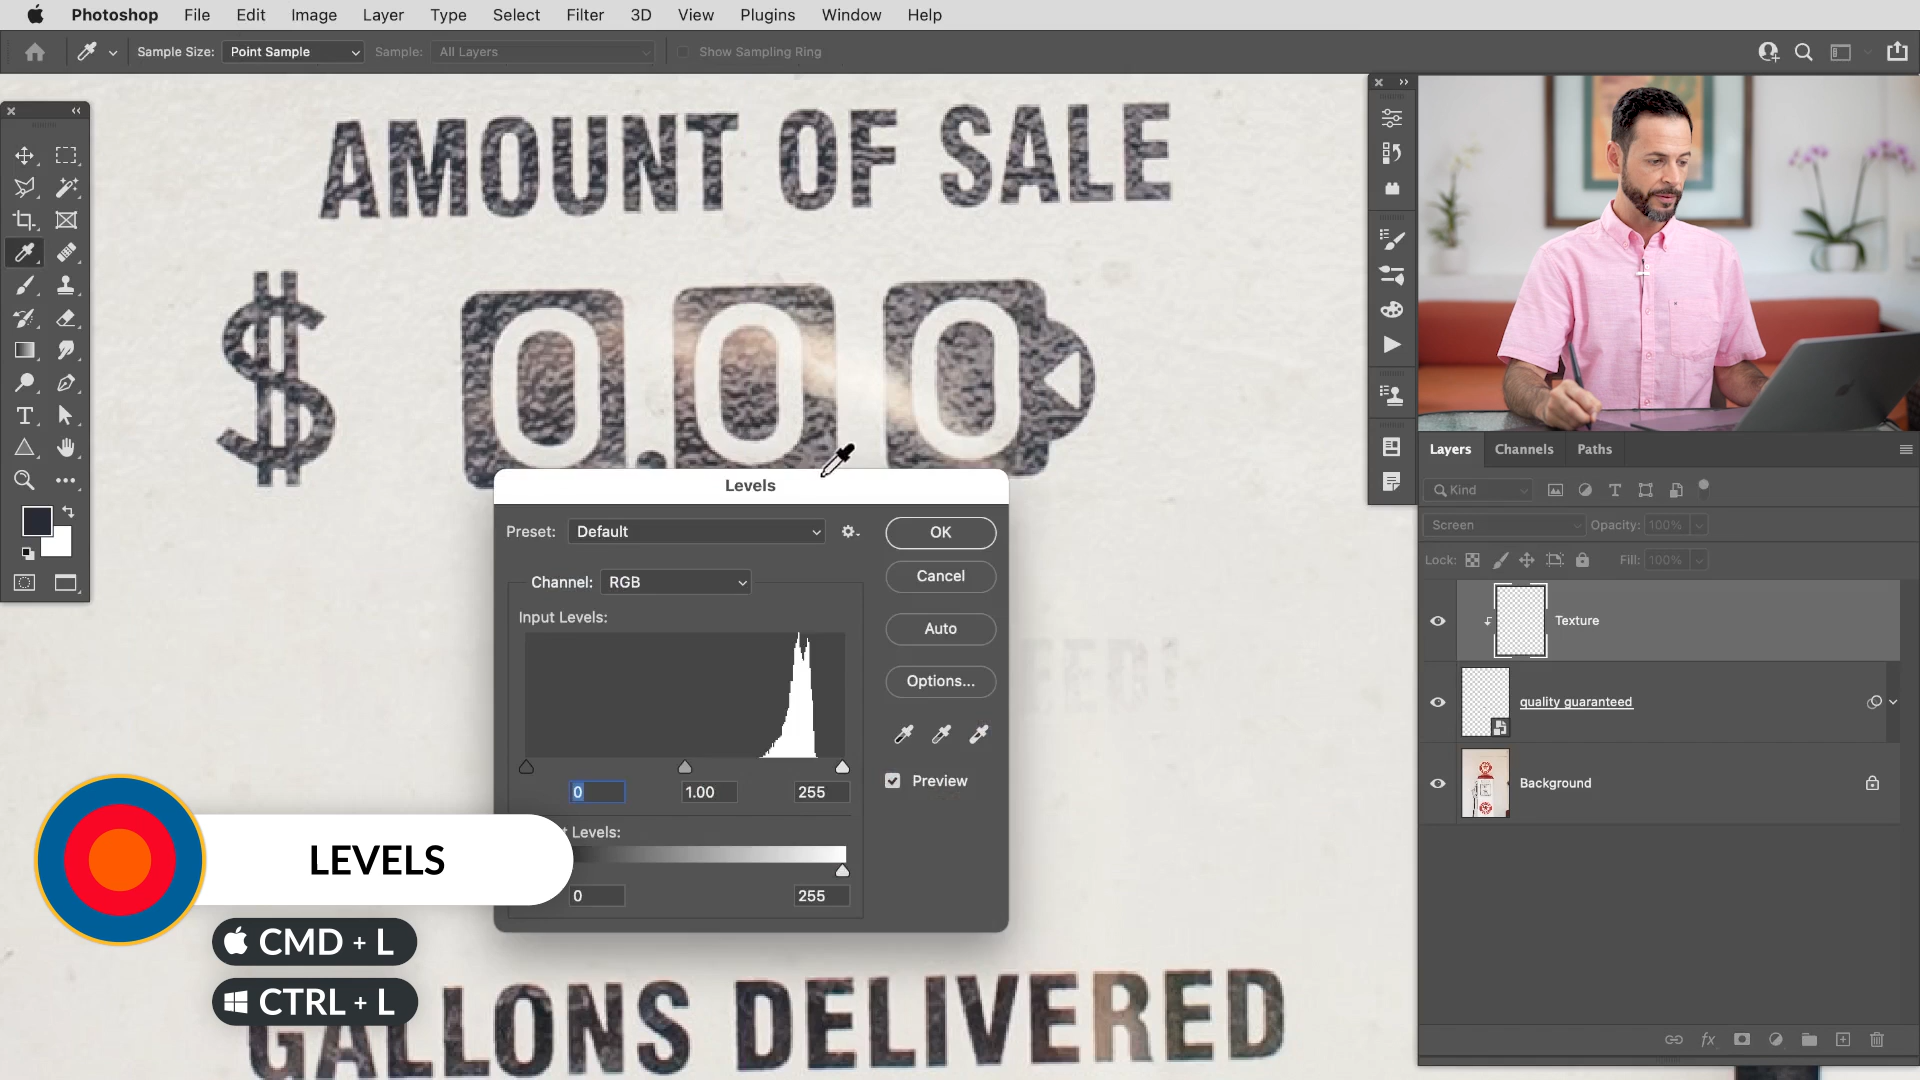 Photoshop File Edit Image Layer Type Select Filter 3D View Plugins Window Help
Sample Size: Point Sample Sample: All Layers Show Sampling Ring
AMOUNT OF SALE
$ 0.00
Levels
Preset: Default OK
Cancel
Channel: RGB
Input Levels:
Auto
Options...
0 1.00 255
Preview
t Levels:
0 255
LEVELS
CMD + L
CTRL + L
GALLONS DELIVERED
Layers Channels Paths
Kind
Screen Opacity: 100%
Lock: Fill: 100%
Texture
quality guaranteed
Background
fx